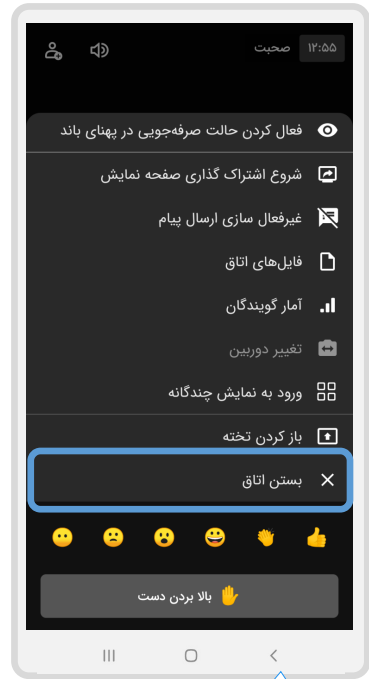 ۱۲:۵۵ صحبت
فعال کردن حالت صرفه‌جویی در پهنای باند
شروع اشتراک گذاری صفحه نمایش
غیرفعال سازی ارسال پیام
فایل‌های اتاق
آمار گویندگان
تغییر دوربین
ورود به نمایش چندگانه
باز کردن تخته
بستن اتاق
بالا بردن دست